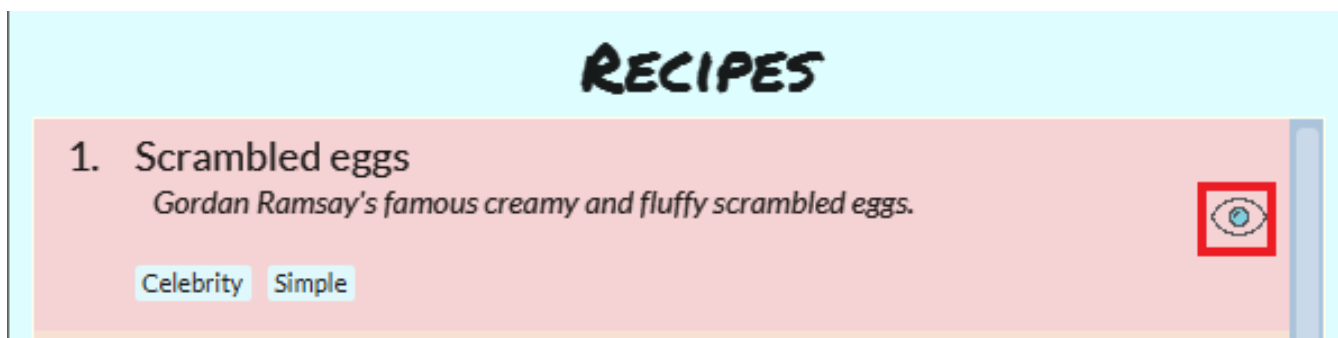 RECIPES
1. Scrambled eggs
Gordan Ramsay's famous creamy and fluffy scrambled eggs.
Celebrity Simple